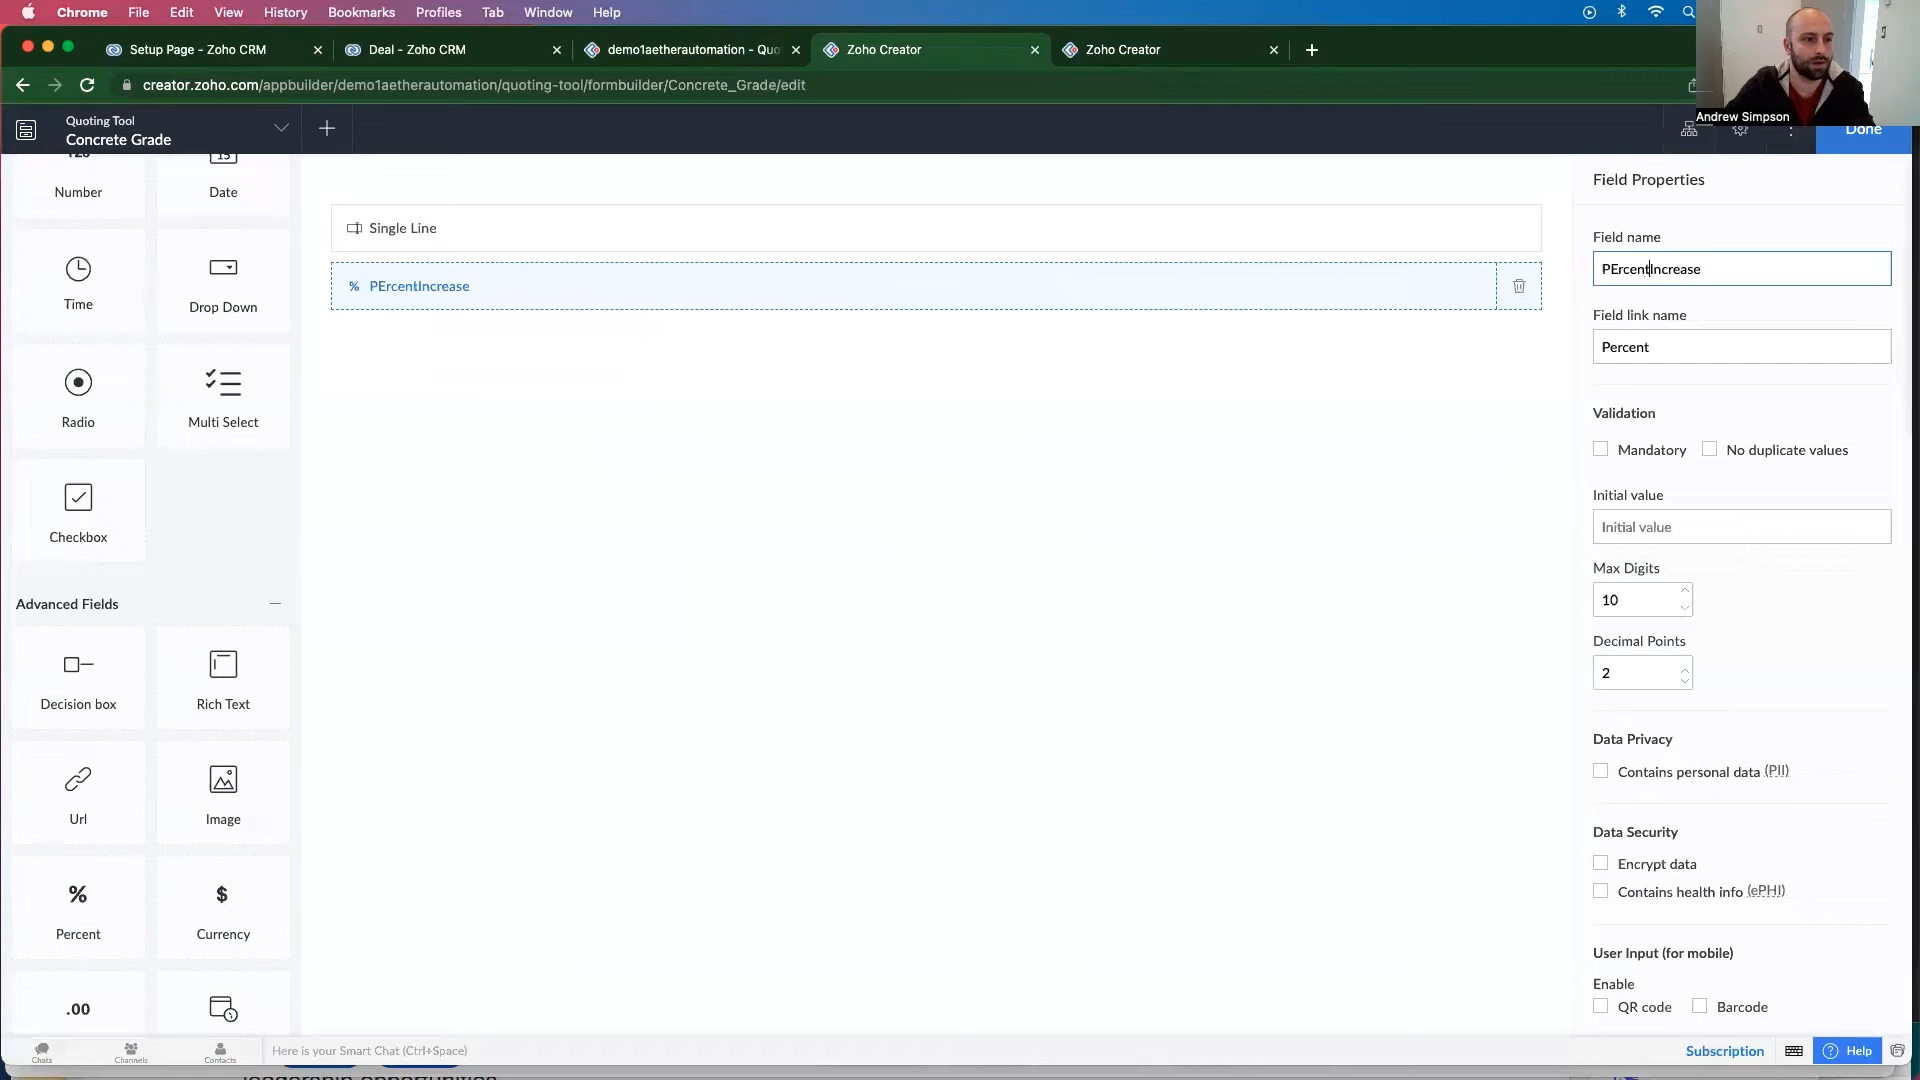 Chrome File Edit View History Bookmarks Profiles Tab Window Help
Setup Page - Zoho CRM
Deal - Zoho CRM
demo1aetherautomation - Quo
Zoho Creator
Zoho Creator
creator.zoho.com/appbuilder/demo1aetherautomation/quoting-tool/formbuilder/Concrete_Grade/edit
Andrew Simpson
Quoting Tool
Concrete Grade
Done
123
15
Number
Date
Time
Drop Down
Radio
Multi Select
Checkbox
Advanced Fields
Decision box
Rich Text
Url
Image
%
$
Percent
Currency
.00
Single Line
% PErcentIncrease
Field Properties
Field name
PErcentIncrease
Field link name
Percent
Validation
Mandatory
No duplicate values
Initial value
Initial value
Max Digits
10
Decimal Points
2
Data Privacy
Contains personal data (PII)
Data Security
Encrypt data
Contains health info (ePHI)
User Input (for mobile)
Enable
QR code
Barcode
Chats
Channels
Contacts
Here is your Smart Chat (Ctrl+Space)
Subscription
? Help